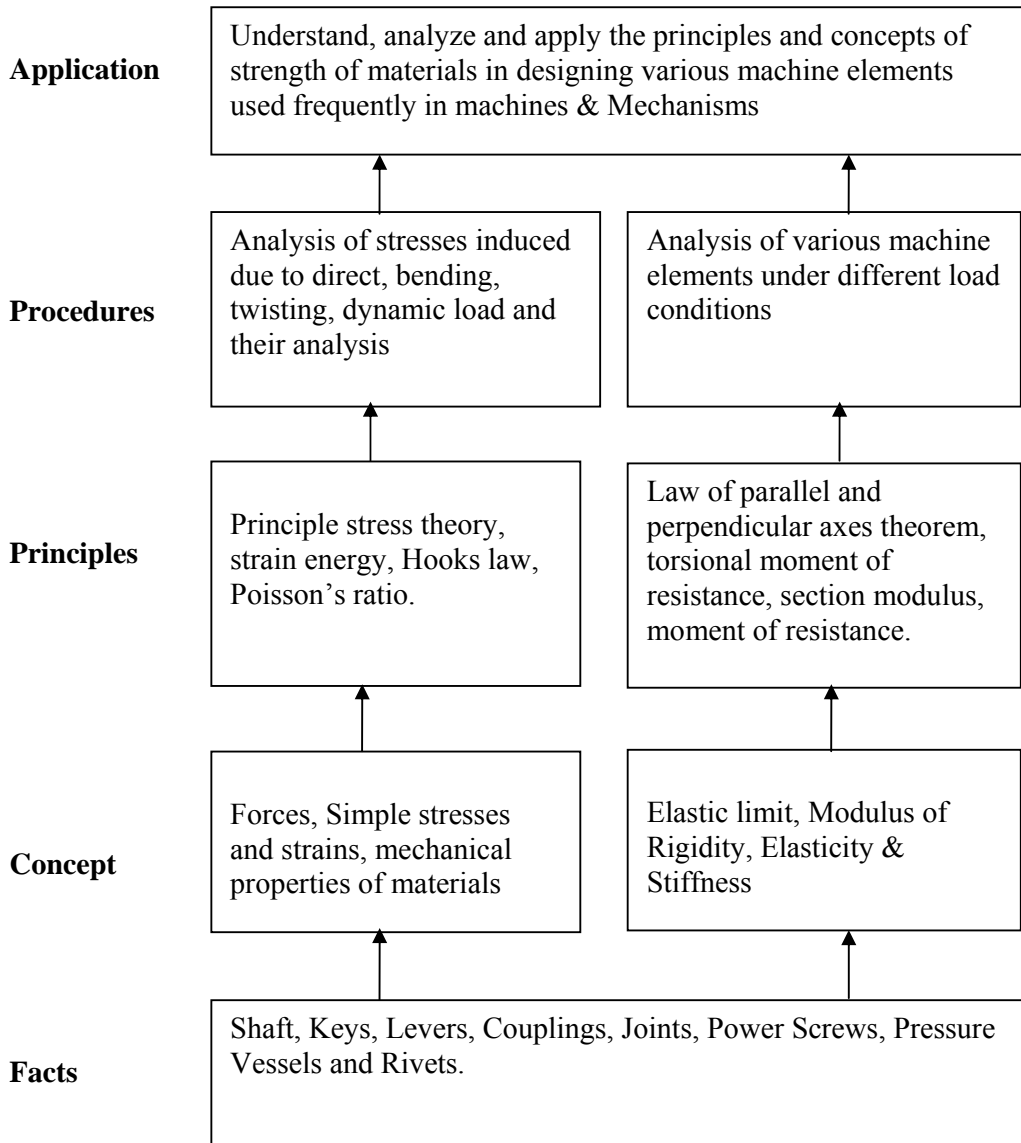 Application
Understand, analyze and apply the principles and concepts of
strength of materials in designing various machine elements
used frequently in machines & Mechanisms
Procedures
Analysis of stresses induced
due to direct, bending,
twisting, dynamic load and
their analysis
Analysis of various machine
elements under different load
conditions
Principles
Principle stress theory,
strain energy, Hooks law,
Poisson’s ratio.
Law of parallel and
perpendicular axes theorem,
torsional moment of
resistance, section modulus,
moment of resistance.
Concept
Forces, Simple stresses
and strains, mechanical
properties of materials
Elastic limit, Modulus of
Rigidity, Elasticity &
Stiffness
Facts
Shaft, Keys, Levers, Couplings, Joints, Power Screws, Pressure
Vessels and Rivets.